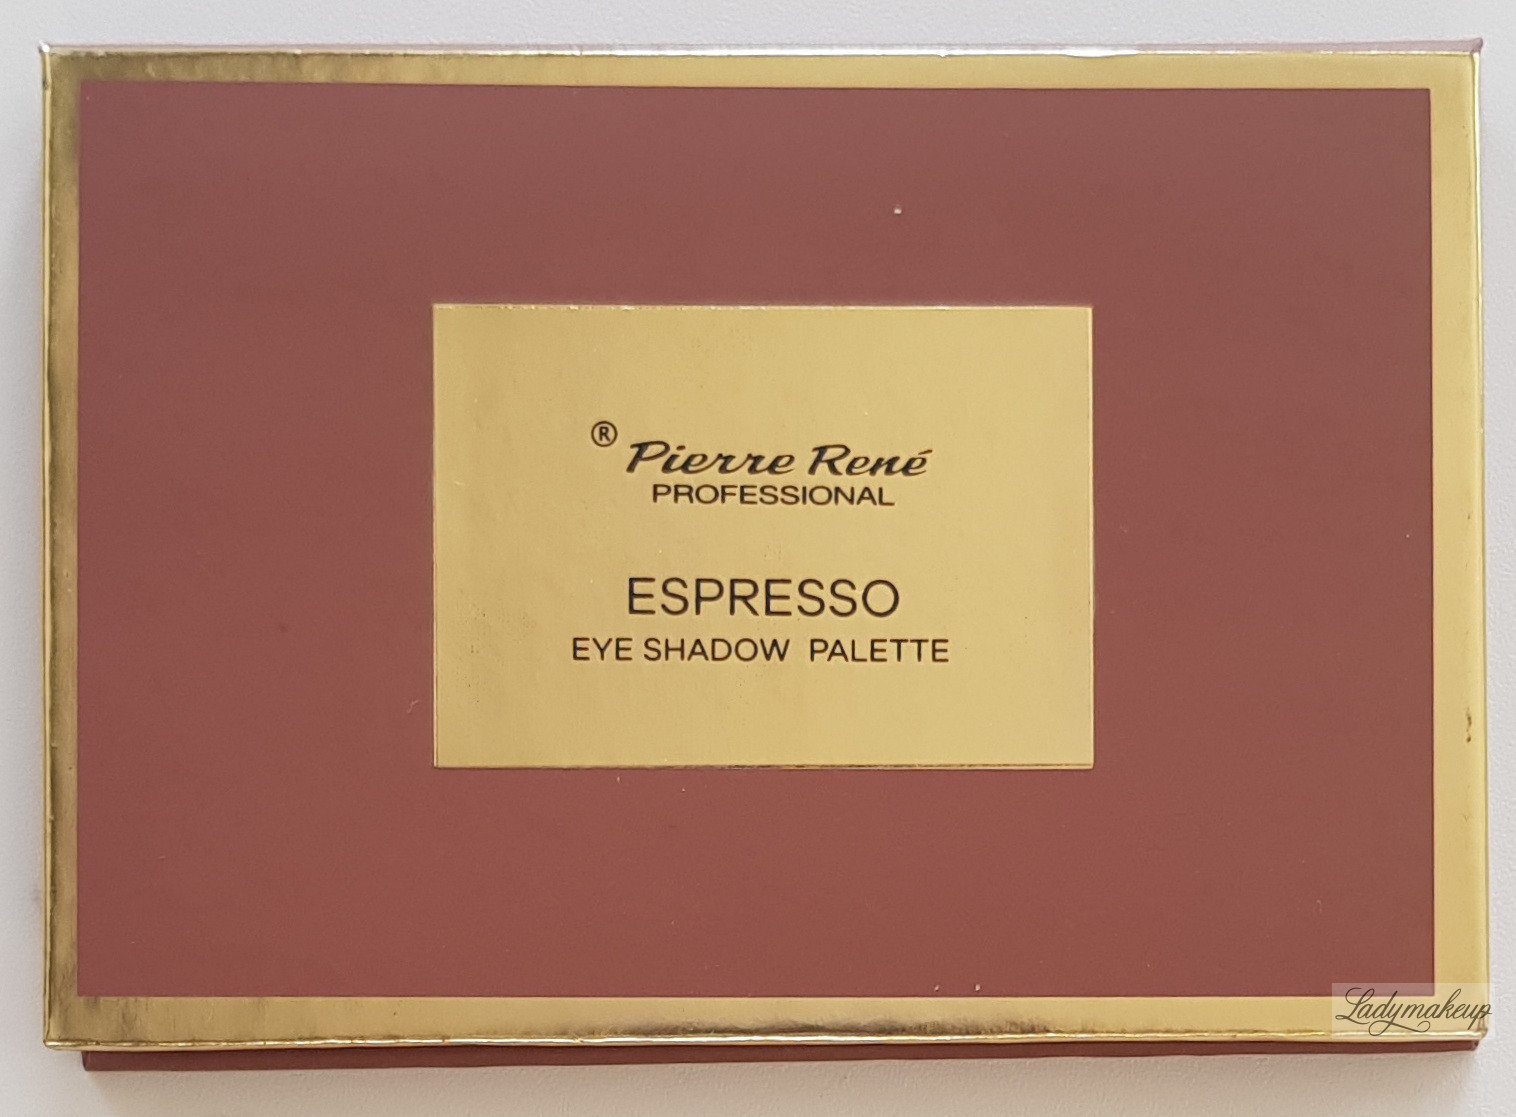 ® Pierre René
PROFESSIONAL
ESPRESSO
EYE SHADOW PALETTE
Ladymakeup